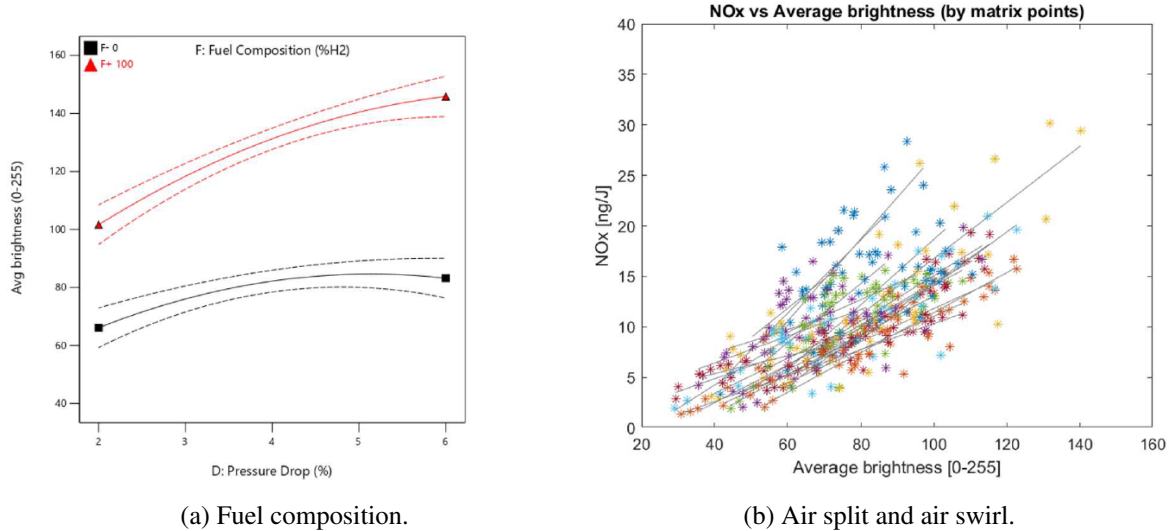 F- 0
F+ 100
F: Fuel Composition (%H2)
160
140
120
100
80
60
40
Avg brightness (0-255)
2
3
4
5
6
D: Pressure Drop (%)
(a) Fuel composition.
NOx vs Average brightness (by matrix points)
40
35
30
25
20
15
10
5
0
NOx [ng/J]
20
40
60
80
100
120
140
160
Average brightness [0-255]
(b) Air split and air swirl.